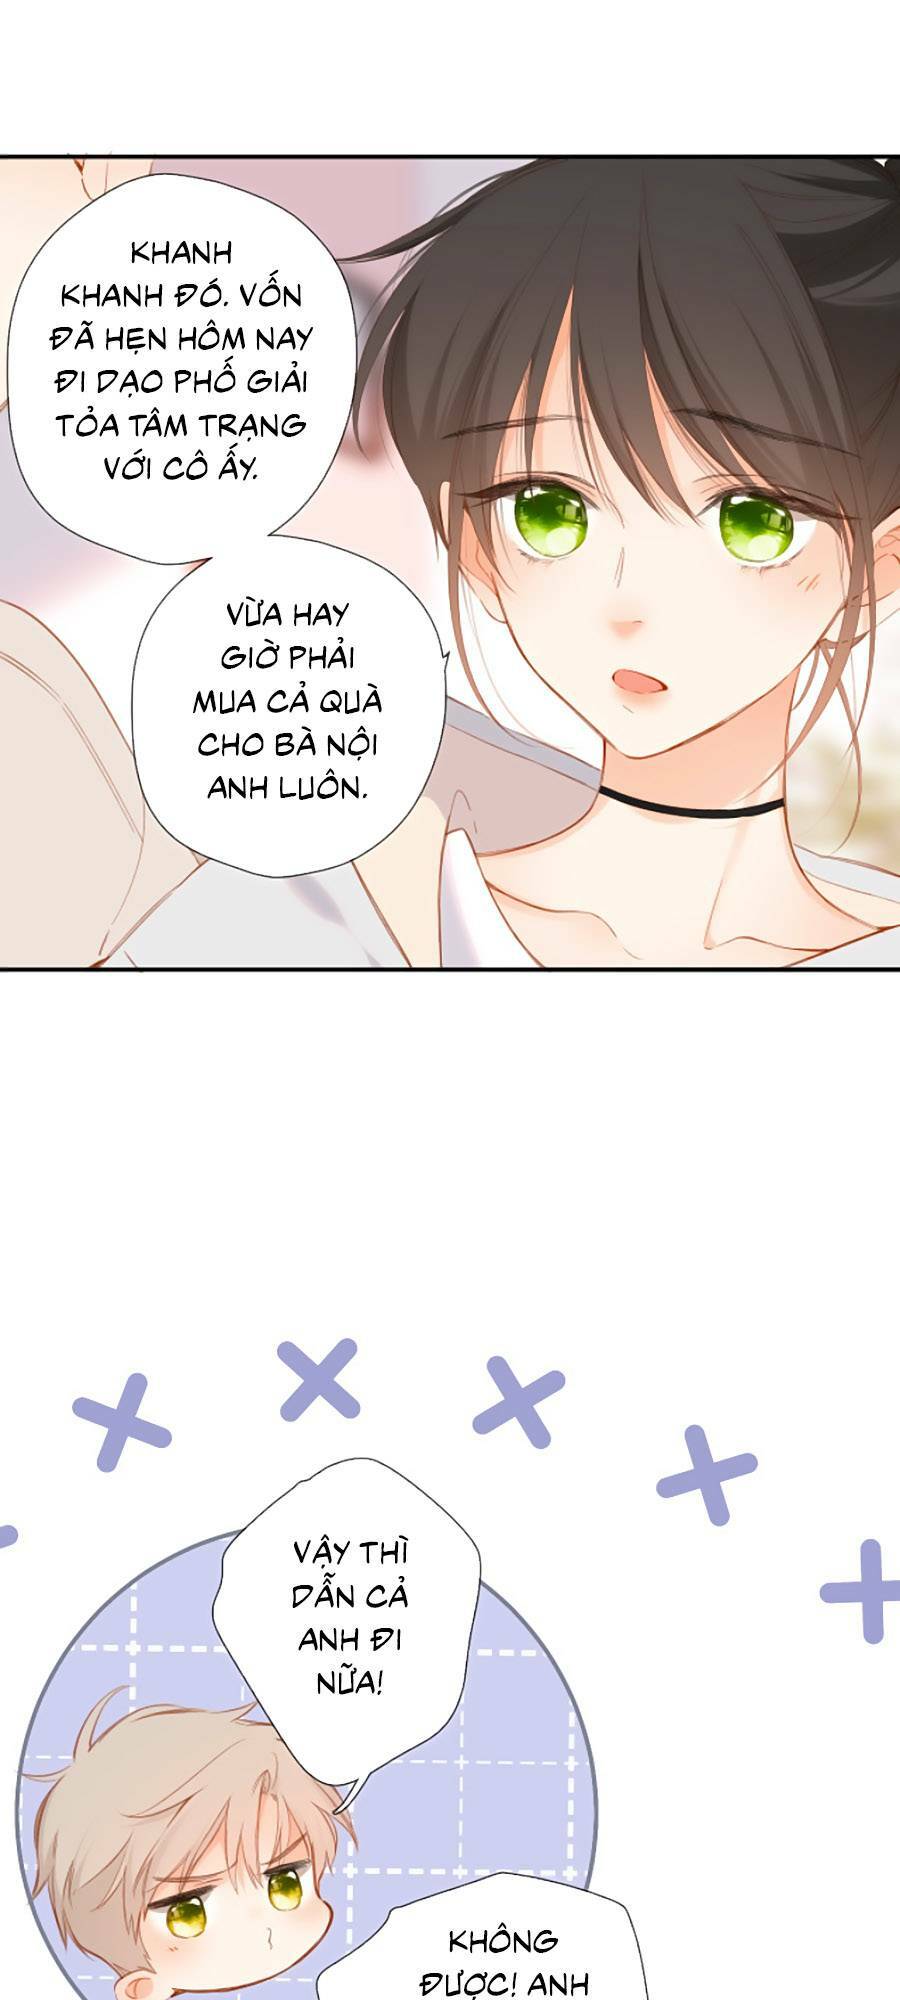 KHANH
KHANH ĐÓ. VỐN
ĐÃ HẸN HÔM NAY
ĐI DẠO PHỐ GIẢI
TỎA TÂM TRẠNG
VỚI CÔ ẤY.
VỪA HAY
GIỜ PHẢI
MUA CẢ QUÀ
CHO BÀ NỘI
ANH LUÔN.
VẬY THÌ
DẪN CẢ
ANH ĐI
NỮA!
KHÔNG
ĐƯỢC! ANH